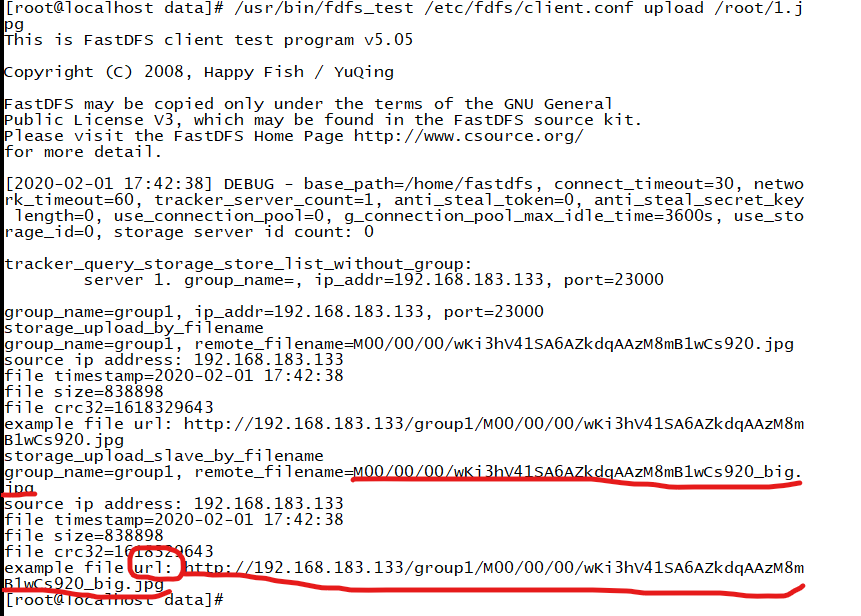 [root@localhost data]# /usr/bin/fdfs_test /etc/fdfs/client.conf upload /root/1.j
pg
This is FastDFS client test program v5.05
Copyright (C) 2008, Happy Fish / YuQing
FastDFS may be copied only under the terms of the GNU General
Public License V3, which may be found in the FastDFS source kit.
Please visit the FastDFS Home Page http://www.csource.org/
for more detail.
[2020-02-01 17:42:38] DEBUG - base_path=/home/fastdfs, connect_timeout=30, netwo
rk_timeout=60, tracker_server_count=1, anti_steal_token=0, anti_steal_secret_key
 length=0, use_connection_pool=0, g_connection_pool_max_idle_time=3600s, use_sto
rage_id=0, storage server id count: 0
tracker_query_storage_store_list_without_group:
        server 1. group_name=, ip_addr=192.168.183.133, port=23000
group_name=group1, ip_addr=192.168.183.133, port=23000
storage_upload_by_filename
group_name=group1, remote_filename=M00/00/00/wKi3hV41SA6AZkdqAAzM8mB1wCs920.jpg
source ip address: 192.168.183.133
file timestamp=2020-02-01 17:42:38
file size=838898
file crc32=1618329643
example file url: http://192.168.183.133/group1/M00/00/00/wKi3hV41SA6AZkdqAAzM8m
B1wCs920.jpg
storage_upload_slave_by_filename
group_name=group1, remote_filename=M00/00/00/wKi3hV41SA6AZkdqAAzM8mB1wCs920_big.
jpg
source ip address: 192.168.183.133
file timestamp=2020-02-01 17:42:38
file size=838898
file crc32=1618329643
example file url: http://192.168.183.133/group1/M00/00/00/wKi3hV41SA6AZkdqAAzM8m
B1wCs920_big.jpg
[root@localhost data]#